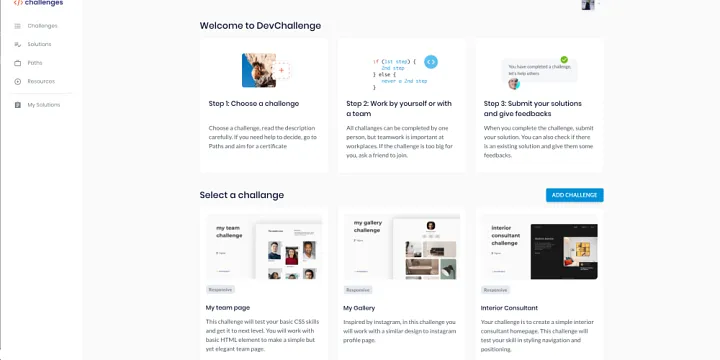 challenges
Challenges
Solutions
Paths
Resources
My Solutions
Welcome to DevChallenge
if (1st step) {
2nd step
} else {
never a 2nd step
}
You have completed a challenge,
let's help others.
Step 1: Choose a challenge
Choose a challenge, read the description
carefully. If you need help to decide, go to
Paths and aim for a certificate
Step 2: Work by yourself or with
a team
All challanges can be completed by one
person, but teamwork is important at
workplaces. If the challenge is too big for
you, ask a friend to join.
Step 3: Submit your solutions
and give feedbacks
When you complete the challenge, submit
your solution. You can also check if there
is an existing solution and give them some
feedbacks.
Select a challange
ADD CHALLENGE
my team
challenge
my gallery
challenge
interior
consultant
challenge
Responsive
Responsive
Responsive
My team page
This challenge will test your basic CSS skills
and get it to next level. You will work with
basic HTML element to make a simple but
yet elegant team page.
My Gallery
Inspired by instagram, in this challenge you
will work with a similar design to instagram
profile page.
Interior Consultant
Your challenge is to create a simple interior
consultant homepage. This challenge will
test your skill in styling navigation and
positioning.